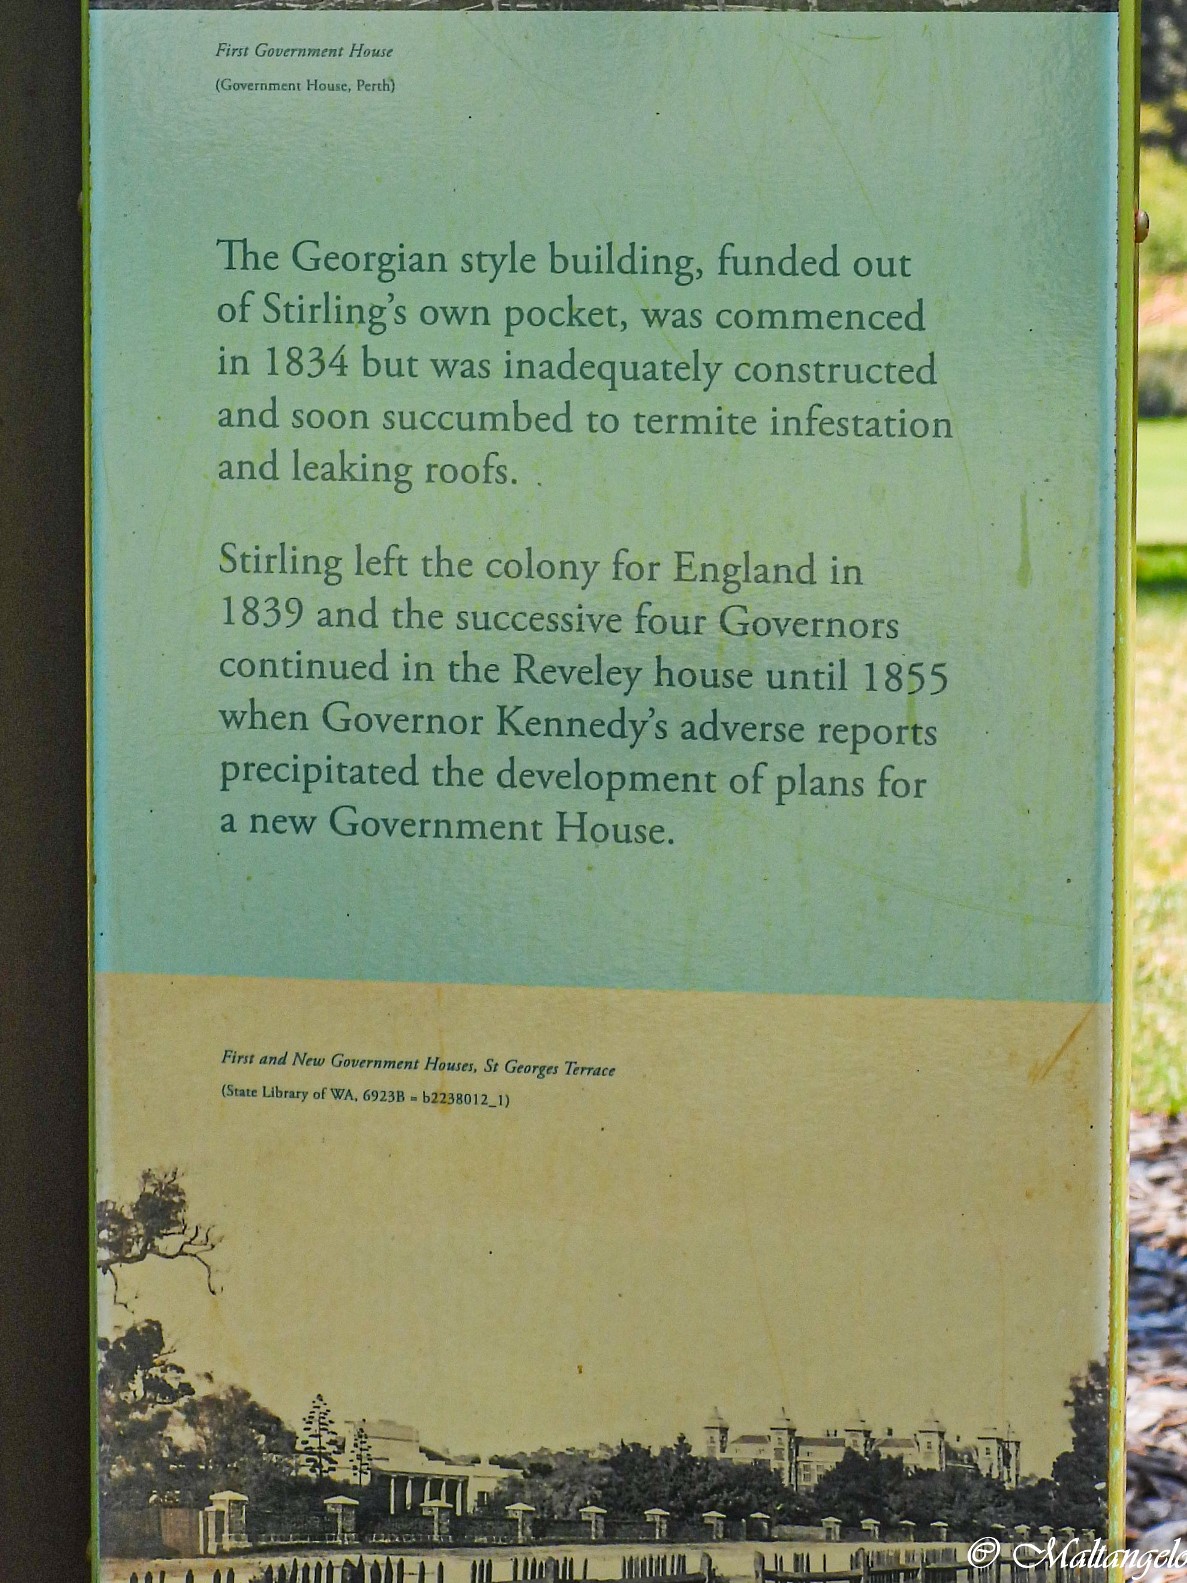 First Government House
(Government House, Perth)
The Georgian style building, funded out
of Stirling's own pocket, was commenced
in 1834 but was inadequately constructed
and soon succumbed to termite infestation
and leaking roofs.
Stirling left the colony for England in
1839 and the successive four Governors
continued in the Reveley house until 1855
when Governor Kennedy's adverse reports
precipitated the development of plans for
a new Government House.
First and New Government Houses, St Georges Terrace
(State Library of WA, 6923B = b2238012_1)
© Maltangelo